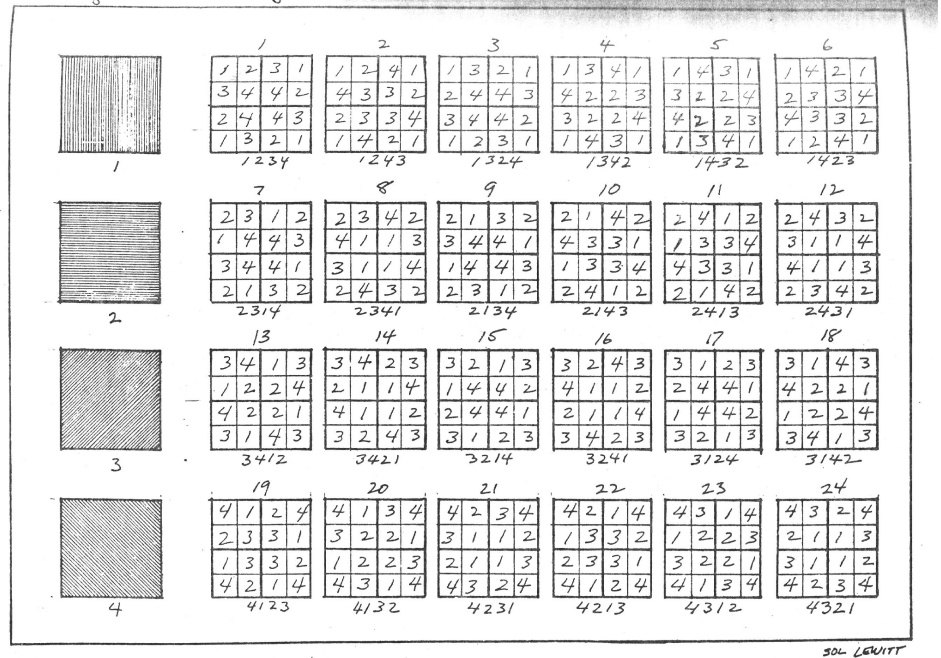 1 2 3 4 5 6
1 2 3 1 1 2 4 1 1 3 2 1 1 3 4 1 1 4 3 1 1 4 2 1
3 4 4 2 4 3 3 2 2 4 4 3 4 2 2 3 3 2 2 4 2 3 3 4
2 4 4 3 2 3 3 4 3 4 4 2 3 2 2 4 4 2 2 3 4 3 3 2
1 3 2 1 1 4 2 1 1 2 3 1 1 4 3 1 1 3 4 1 1 2 4 1
1 1234 1243 1324 1342 1432 1423
7 8 9 10 11 12
2 3 1 2 2 3 4 2 2 1 3 2 2 1 4 2 2 4 1 2 2 4 3 2
1 4 4 3 4 1 1 3 3 4 4 1 4 3 3 1 1 3 3 4 3 1 1 4
3 4 4 1 3 1 1 4 1 4 4 3 1 3 3 4 4 3 3 1 4 1 1 3
2 1 3 2 2 4 3 2 2 3 1 2 2 4 1 2 2 1 4 2 2 3 4 2
2 2314 2341 2134 2143 2413 2431
13 14 15 16 17 18
3 4 1 3 3 4 2 3 3 2 1 3 3 2 4 3 3 1 2 3 3 1 4 3
1 2 2 4 2 1 1 4 1 4 4 2 4 1 1 2 2 4 4 1 4 2 2 1
4 2 2 1 4 1 1 2 2 4 4 1 2 1 1 4 1 4 4 2 1 2 2 4
3 1 4 3 3 2 4 3 3 1 2 3 3 4 2 3 3 2 1 3 3 4 1 3
3 3412 3421 3214 3241 3124 3142
19 20 21 22 23 24
4 1 2 4 4 1 3 4 4 2 3 4 4 2 1 4 4 3 1 4 4 3 2 4
2 3 3 1 3 2 2 1 3 1 1 2 1 3 3 2 1 2 2 3 2 1 1 3
1 3 3 2 1 2 2 3 2 1 1 3 2 3 3 1 3 2 2 1 3 1 1 2
4 2 1 4 4 3 1 4 4 3 2 4 4 1 2 4 4 1 3 4 4 2 3 4
4 4123 4132 4231 4213 4312 4321
SOL LEWITT